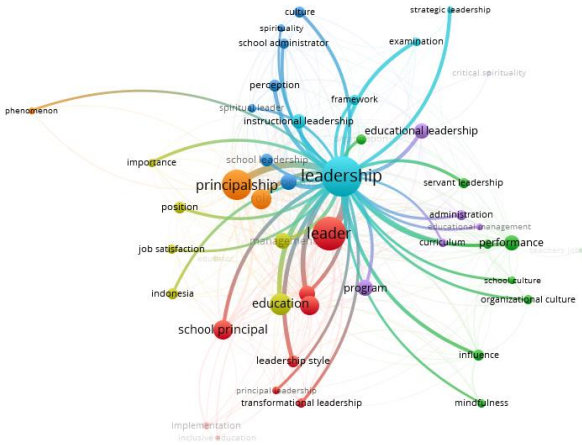 strategic leadership
culture
spirituality
school administrator
examination
critical spirituality
perception
framework
phenomenon
spiritual leader
instructional leadership
educational leadership
importance
school leadership
leadership
principalship
servant leadership
position
administration
educational management
leader
management
curriculum
performance
job satisfaction
school culture
indonesia
program
education
organizational culture
school principal
influence
leadership style
principal leadership
transformational leadership
mindfulness
implementation
inclusive education